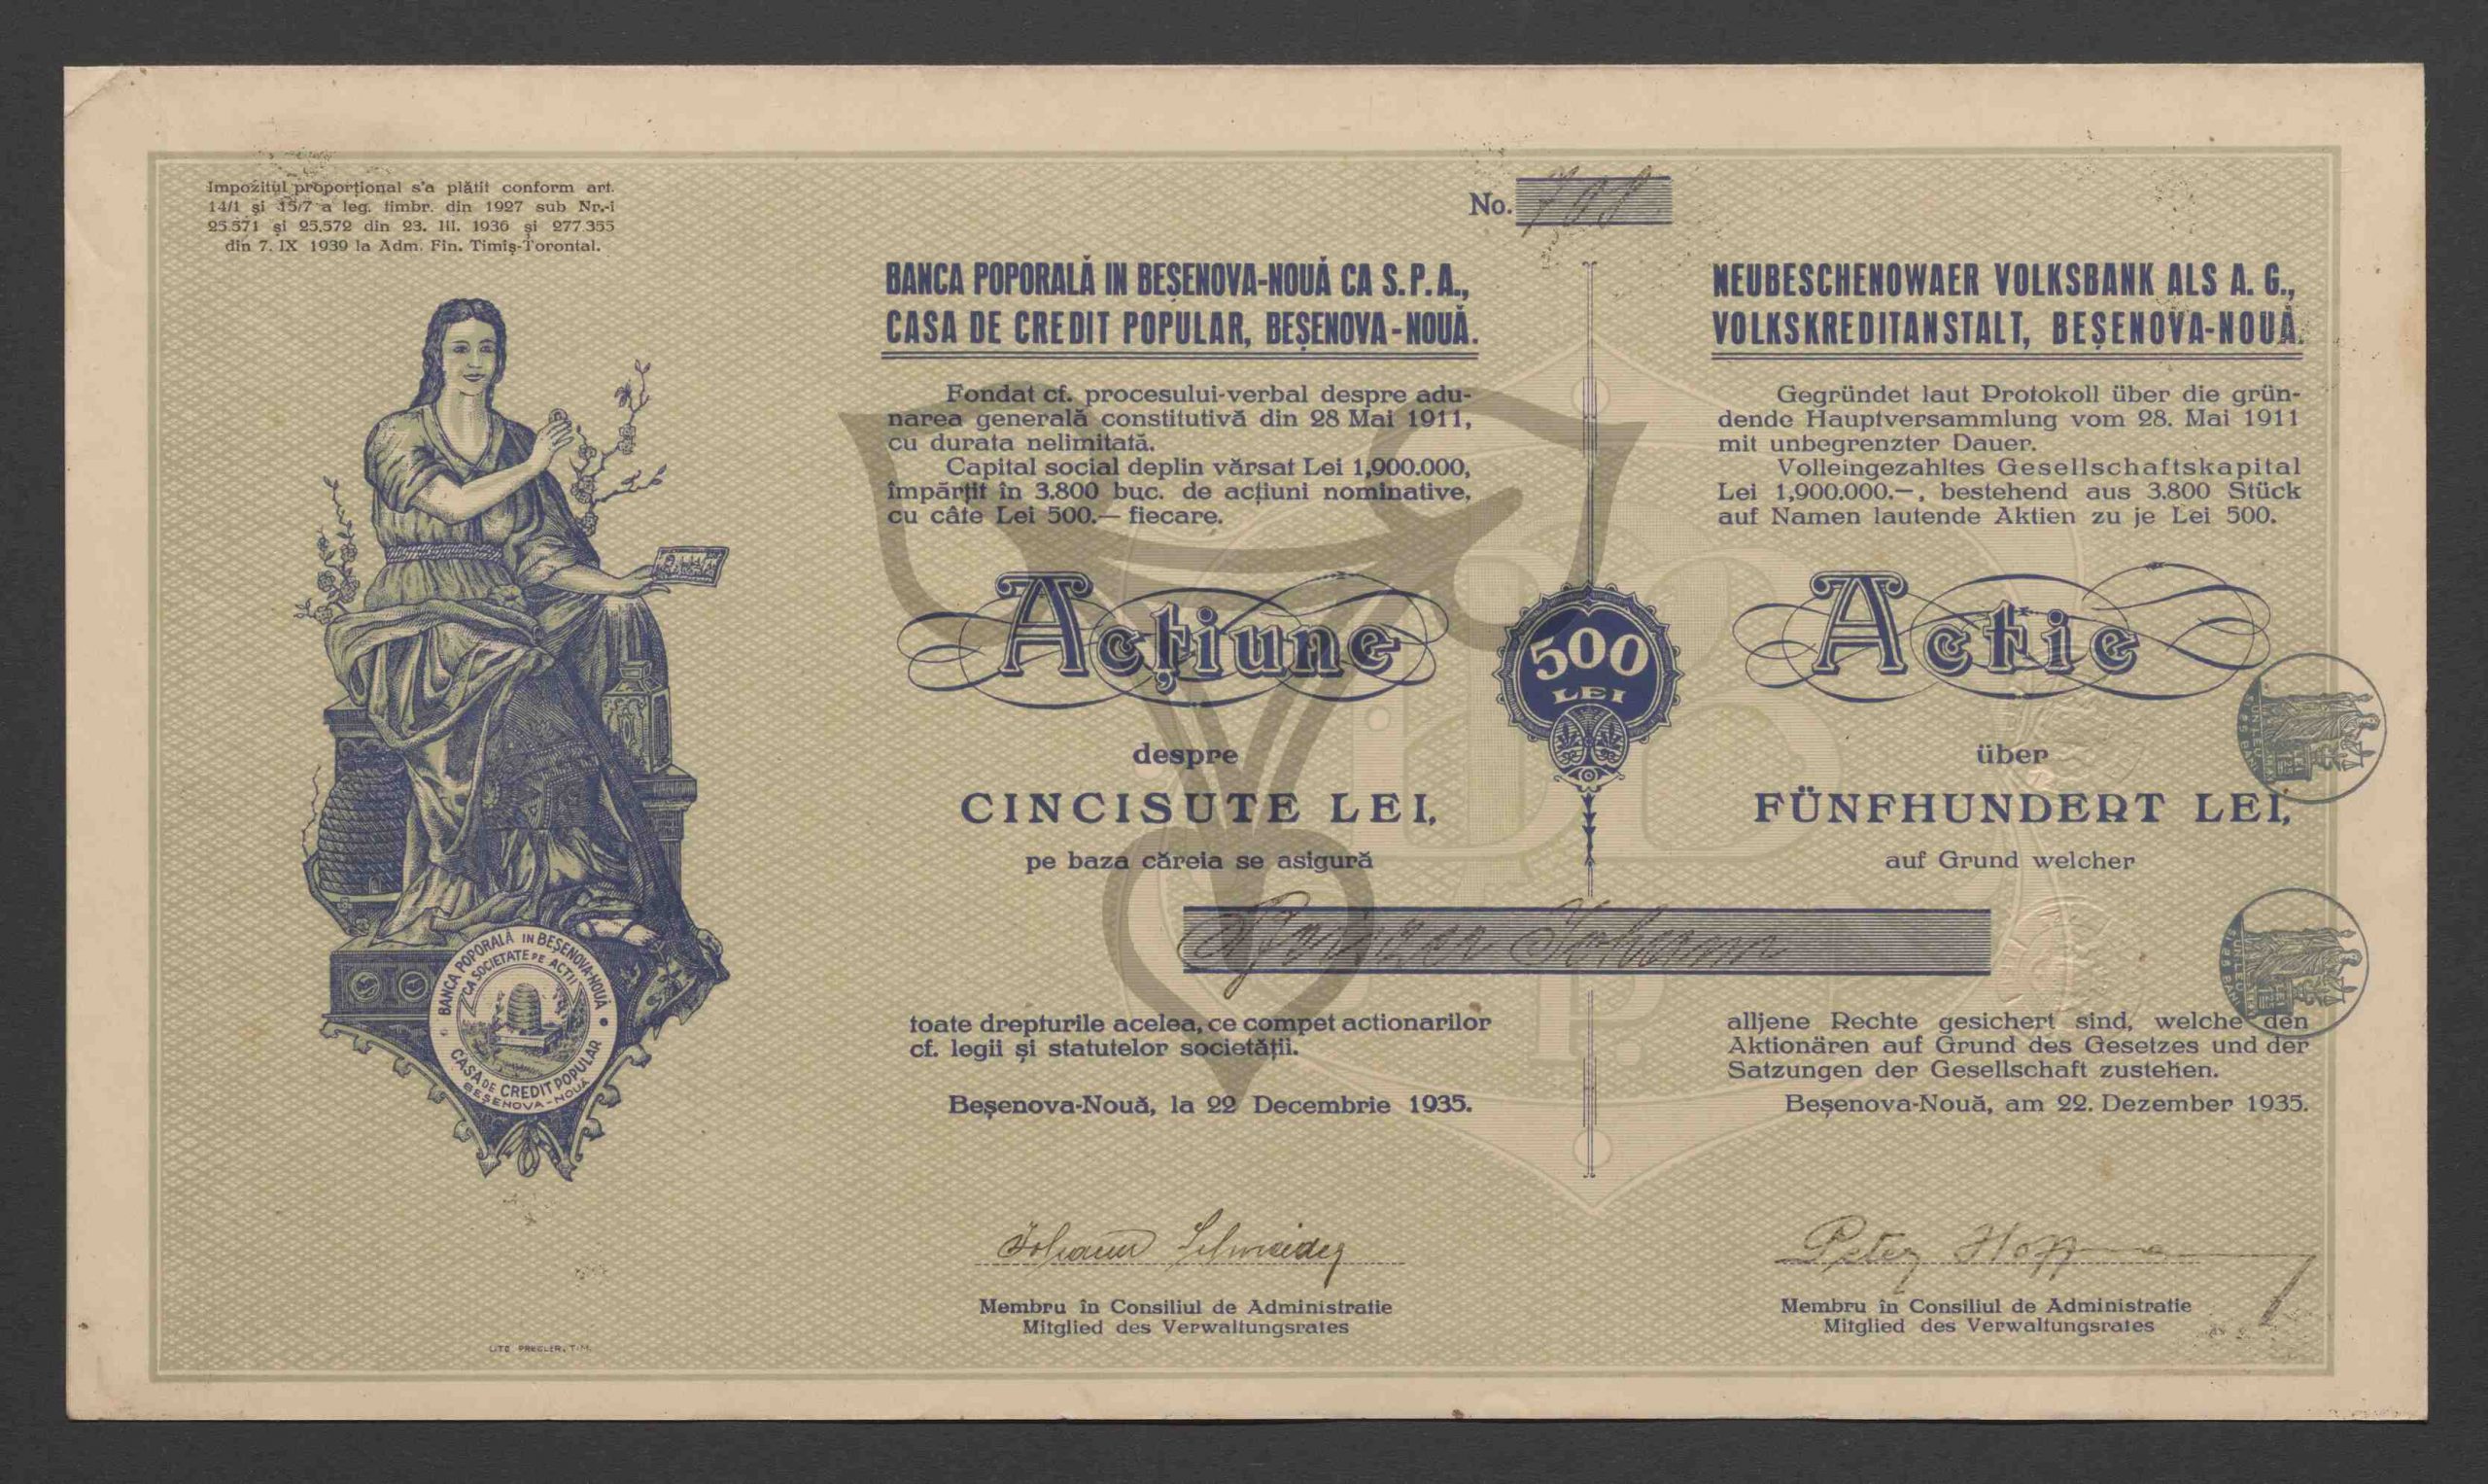 Impozitul proporțional s'a plătit conform art.
14/1 și 15/7 a leg. timbr. din 1927 sub Nr.-i
25.571 și 25.572 din 23. III. 1936 și 277.355
din 7. IX 1939 la Adm. Fin. Timiș-Torontal.
No.
BANCA POPORALĂ IN BEȘENOVA-NOUĂ CA S.P.A.,
CASA DE CREDIT POPULAR, BEȘENOVA-NOUĂ.
Fondat cf. procesului-verbal despre adu-
narea generală constitutivă din 28 Mai 1911,
cu durata nelimitată.
Capital social deplin vărsat Lei 1,900.000,
împărțit în 3.800 buc. de acțiuni nominative,
cu câte Lei 500.— fiecare.
Acțiune
despre
CINCISUTE LEI,
pe baza căreia se asigură
500
LEI
NEUBESCHENOWAER VOLKSBANK ALS A. G.,
VOLKSKREDITANSTALT, BEȘENOVA-NOUĂ.
Gegründet laut Protokoll über die grün-
dende Hauptversammlung vom 28. Mai 1911
mit unbegrenzter Dauer.
Volleingezahltes Gesellschaftskapital
Lei 1,900.000.—, bestehend aus 3.800 Stück
auf Namen lautende Aktien zu je Lei 500.
Actie
über
FÜNFHUNDERT LEI,
auf Grund welcher
Johann
toate drepturile acelea, ce compet actionarilor
cf. legii și statutelor societății.
Beșenova-Nouă, la 22 Decembrie 1935.
alljene Rechte gesichert sind, welche den
Aktionären auf Grund des Gesetzes und der
Satzungen der Gesellschaft zustehen.
Beșenova-Nouă, am 22. Dezember 1935.
BANCA POPORALĂ IN BEȘENOVA-NOUĂ
CA SOCIETATE PE ACȚII
CASA DE CREDIT POPULAR
BEȘENOVA-NOUĂ
Johann Schneider
Membru în Consiliul de Administratie
Mitglied des Verwaltungsrates
Peter
Membru în Consiliul de Administratie
Mitglied des Verwaltungsrates
LITO PREGLER, TIM.